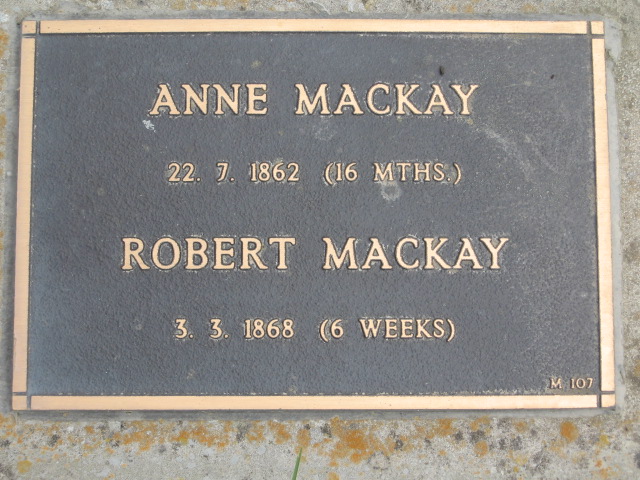 ANNE MACKAY
22. 7. 1862 (16 MTHS.)
ROBERT MACKAY
3. 3. 1868 (6 WEEKS)
M. 107